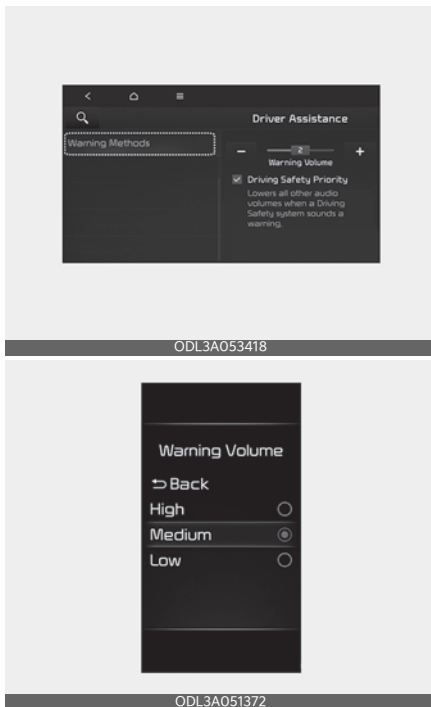 Driver Assistance
Warning Methods
2
Warning Volume
Driving Safety Priority
Lowers all other audio
volumes when a Driving
Safety system sounds a
warning.
ODL3A053418
Warning Volume
Back
High
Medium
Low
ODL3A051372